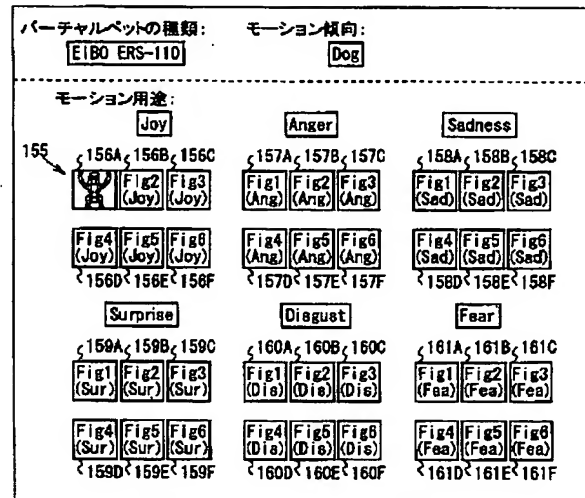 バーチャルペットの種類: モーション傾向:
EIBO ERS-110 Dog
モーション用途:
Joy Anger Sadness
155 156A 156B 156C 157A 157B 157C 158A 158B 158C
Fig2 Fig3 Fig1 Fig2 Fig3 Fig1 Fig2 Fig3
(Joy) (Joy) (Ang) (Ang) (Ang) (Sad) (Sad) (Sad)
Fig4 Fig5 Fig6 Fig4 Fig5 Fig6 Fig4 Fig5 Fig6
(Joy) (Joy) (Joy) (Ang) (Ang) (Ang) (Sad) (Sad) (Sad)
156D 156E 156F 157D 157E 157F 158D 158E 158F
Surprise Disgust Fear
159A 159B 159C 160A 160B 160C 161A 161B 161C
Fig1 Fig2 Fig3 Fig1 Fig2 Fig3 Fig1 Fig2 Fig3
(Sur) (Sur) (Sur) (Dis) (Dis) (Dis) (Fea) (Fea) (Fea)
Fig4 Fig5 Fig6 Fig4 Fig5 Fig6 Fig4 Fig5 Fig6
(Sur) (Sur) (Sur) (Dis) (Dis) (Dis) (Fea) (Fea) (Fea)
159D 159E 159F 160D 160E 160F 161D 161E 161F